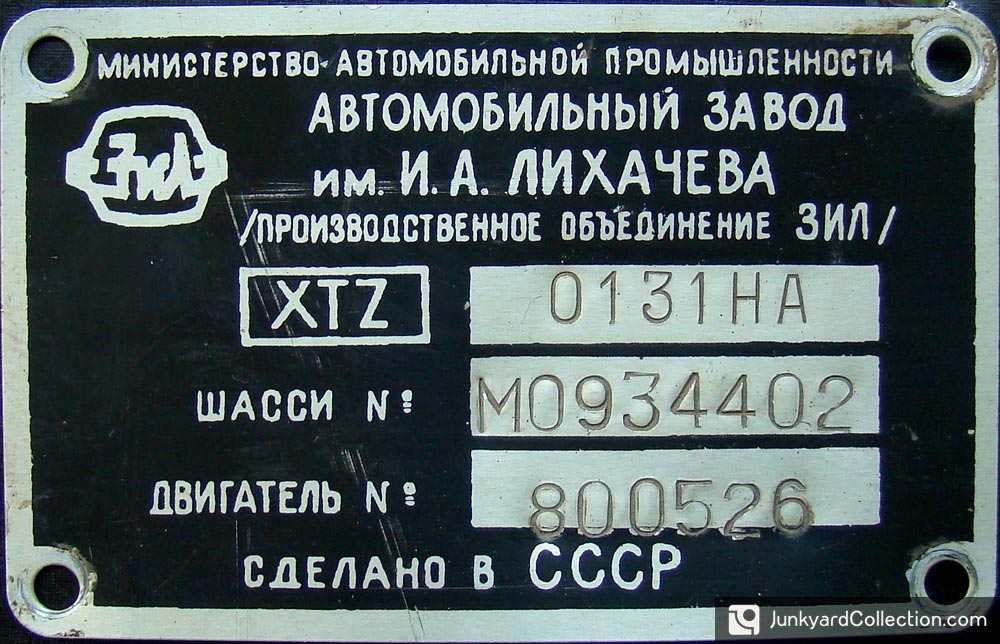 МИНИСТЕРСТВО АВТОМОБИЛЬНОЙ ПРОМЫШЛЕННОСТИ
АВТОМОБИЛЬНЫЙ ЗАВОД
ЗИЛ
им. И. А. ЛИХАЧЕВА
/ПРОИЗВОДСТВЕННОЕ ОБЪЕДИНЕНИЕ ЗИЛ/
XTZ 0131НА
ШАССИ № М0934402
ДВИГАТЕЛЬ № 800526
СДЕЛАНО В СССР
JunkyardCollection.com